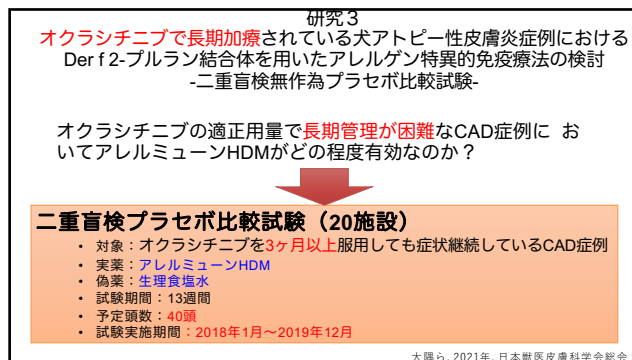 研究３
オクラシチニブで長期加療されている犬アトピー性皮膚炎症例における
Der f 2-プルラン結合体を用いたアレルゲン特異的免疫療法の検討
-二重盲検無作為プラセボ比較試験-
オクラシチニブの適正用量で長期管理が困難なCAD症例に お
いてアレルミューンHDMがどの程度有効なのか？
二重盲検プラセボ比較試験（20施設）
• 対象：オクラシチニブを3ヶ月以上服用しても症状継続しているCAD症例
• 実薬：アレルミューンHDM
• 偽薬：生理食塩水
• 試験期間：13週間
• 予定頭数：40頭
• 試験実施期間：2018年1月～2019年12月
大隅ら, 2021年, 日本獣医皮膚科学会総会